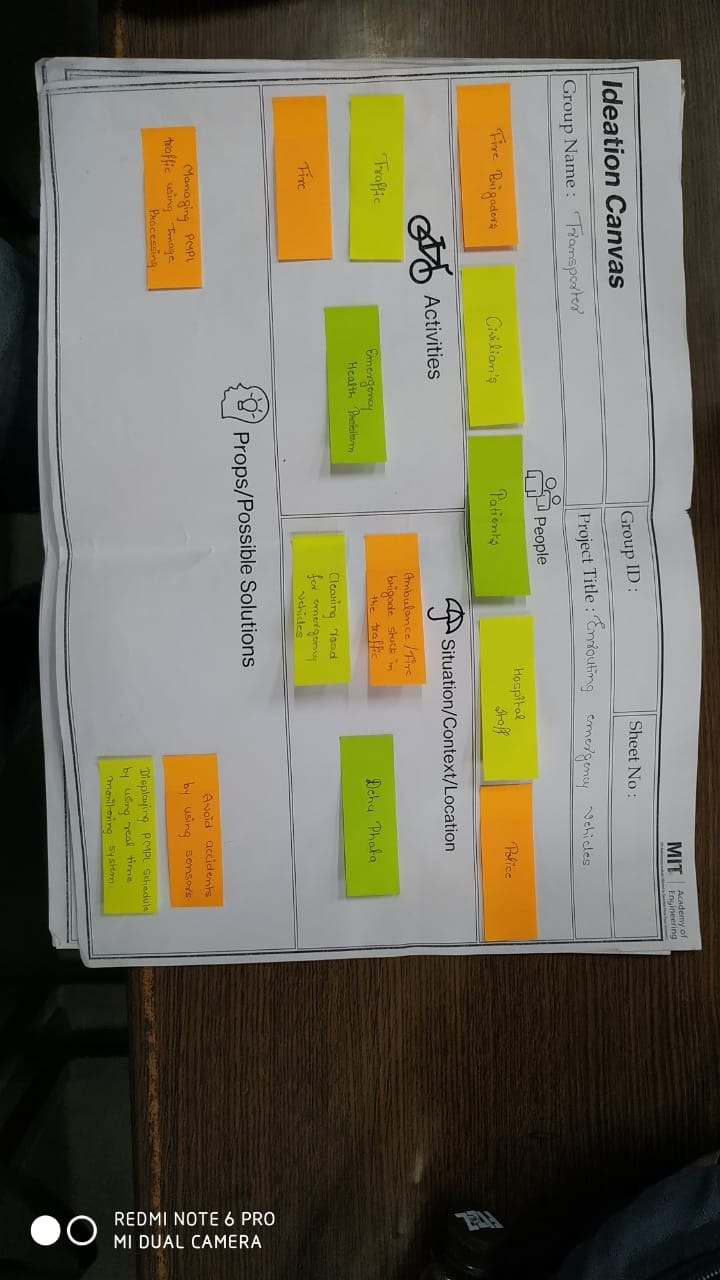 MIT Academy of
Engineering
Ideation Canvas
Group ID :
Sheet No :
Group Name : Transporter
Project Title : Enrouting emergency vehicles
People
Fire Brigaders
Civilian's
Patients
Hospital
Staff
Police
Activities
Traffic
Fire
Emergency
Health Problem
Situation/Context/Location
Ambulance/Fire
brigade stuck in
the traffic
Clearing road
for emergency
vehicles
Dehu Phata
Props/Possible Solutions
Managing PMPL
traffic using Image
Processing
Avoid accidents
by using sensors
Displaying PMPL Schedule
by using real time
monitoring system
REDMI NOTE 6 PRO
MI DUAL CAMERA